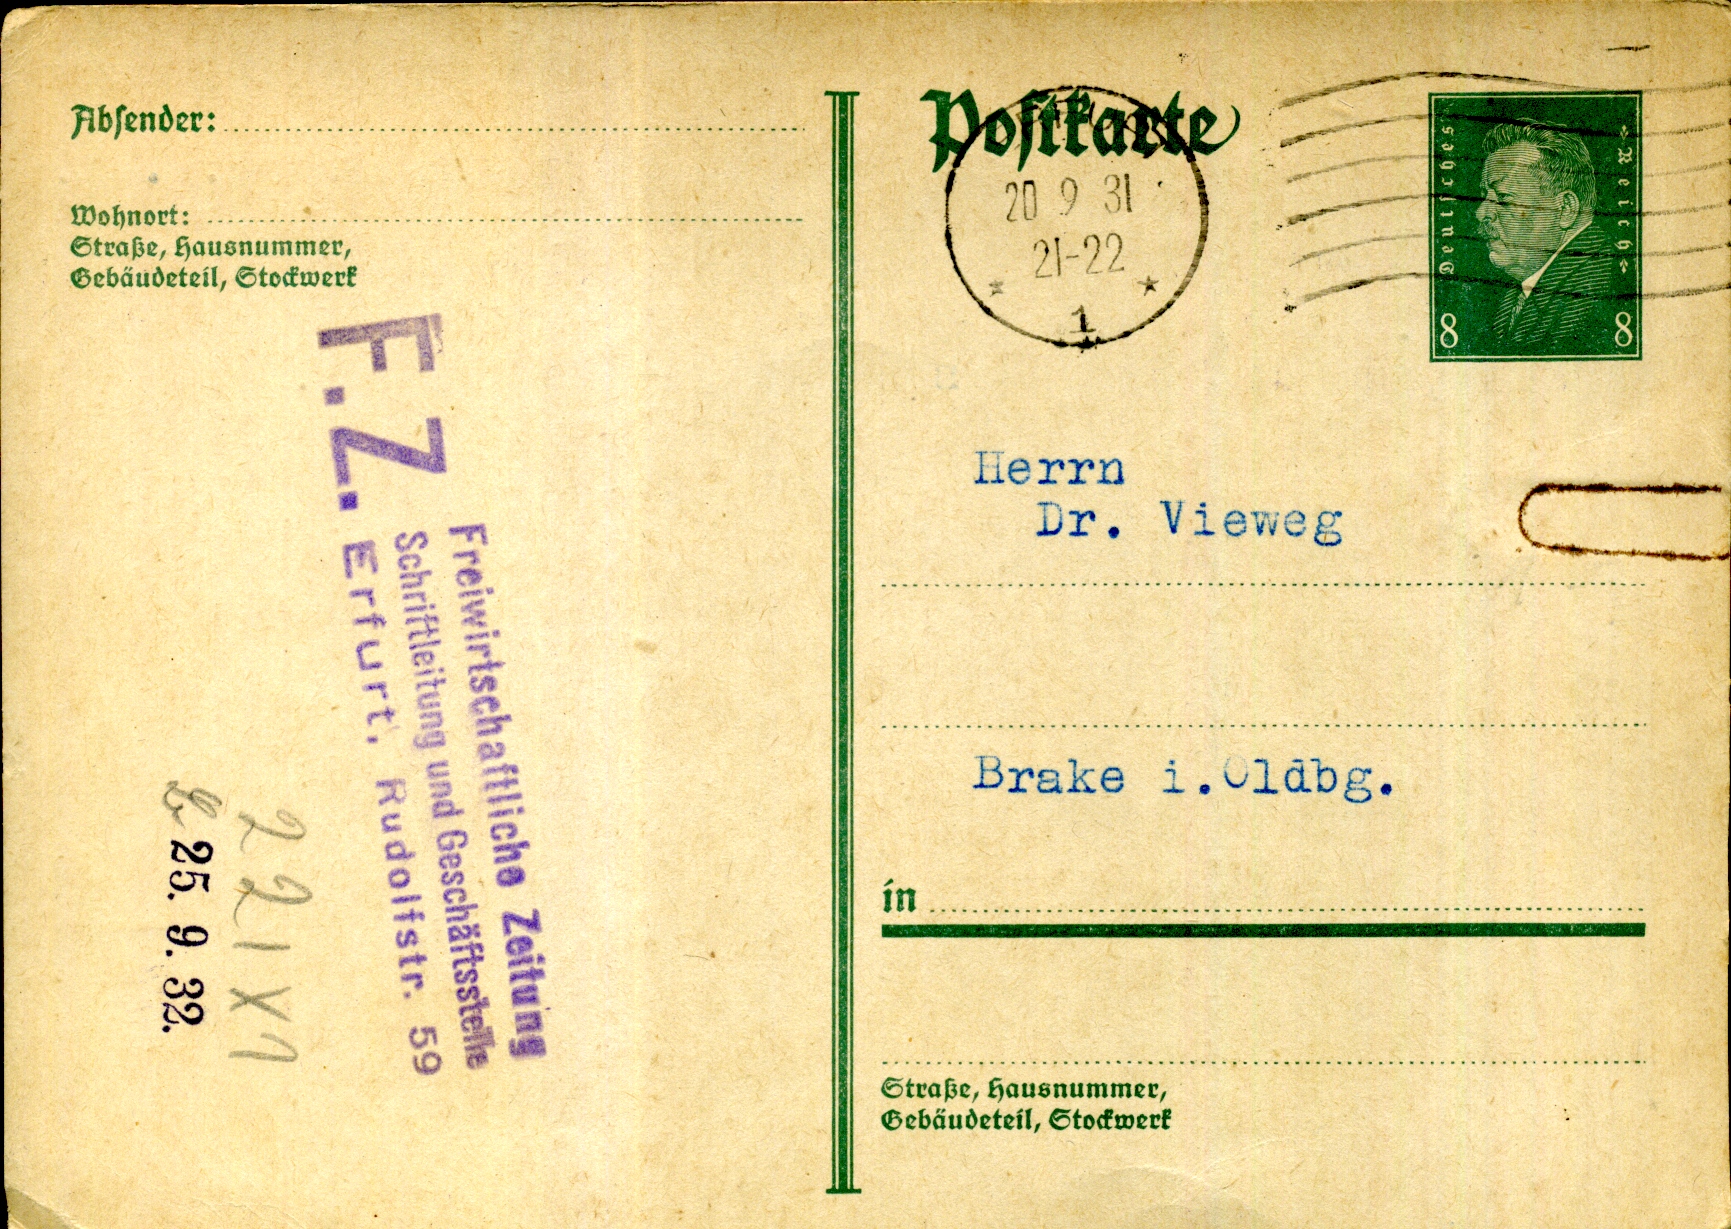 Absender:
Wohnort:
Straße, Hausnummer,
Gebäudeteil, Stockwerk
F.Z.
Freiwirtschaftliche Zeitung
Schriftleitung und Geschäftsstelle
Erfurt, Rudolfstr. 59
22 IX
25. 9. 32.
Postkarte
20 9 31
21-22
* 1 *
Deutsches Reich
8 8
Herrn
Dr. Vieweg
Brake i.Oldbg.
in
Straße, Hausnummer,
Gebäudeteil, Stockwerk